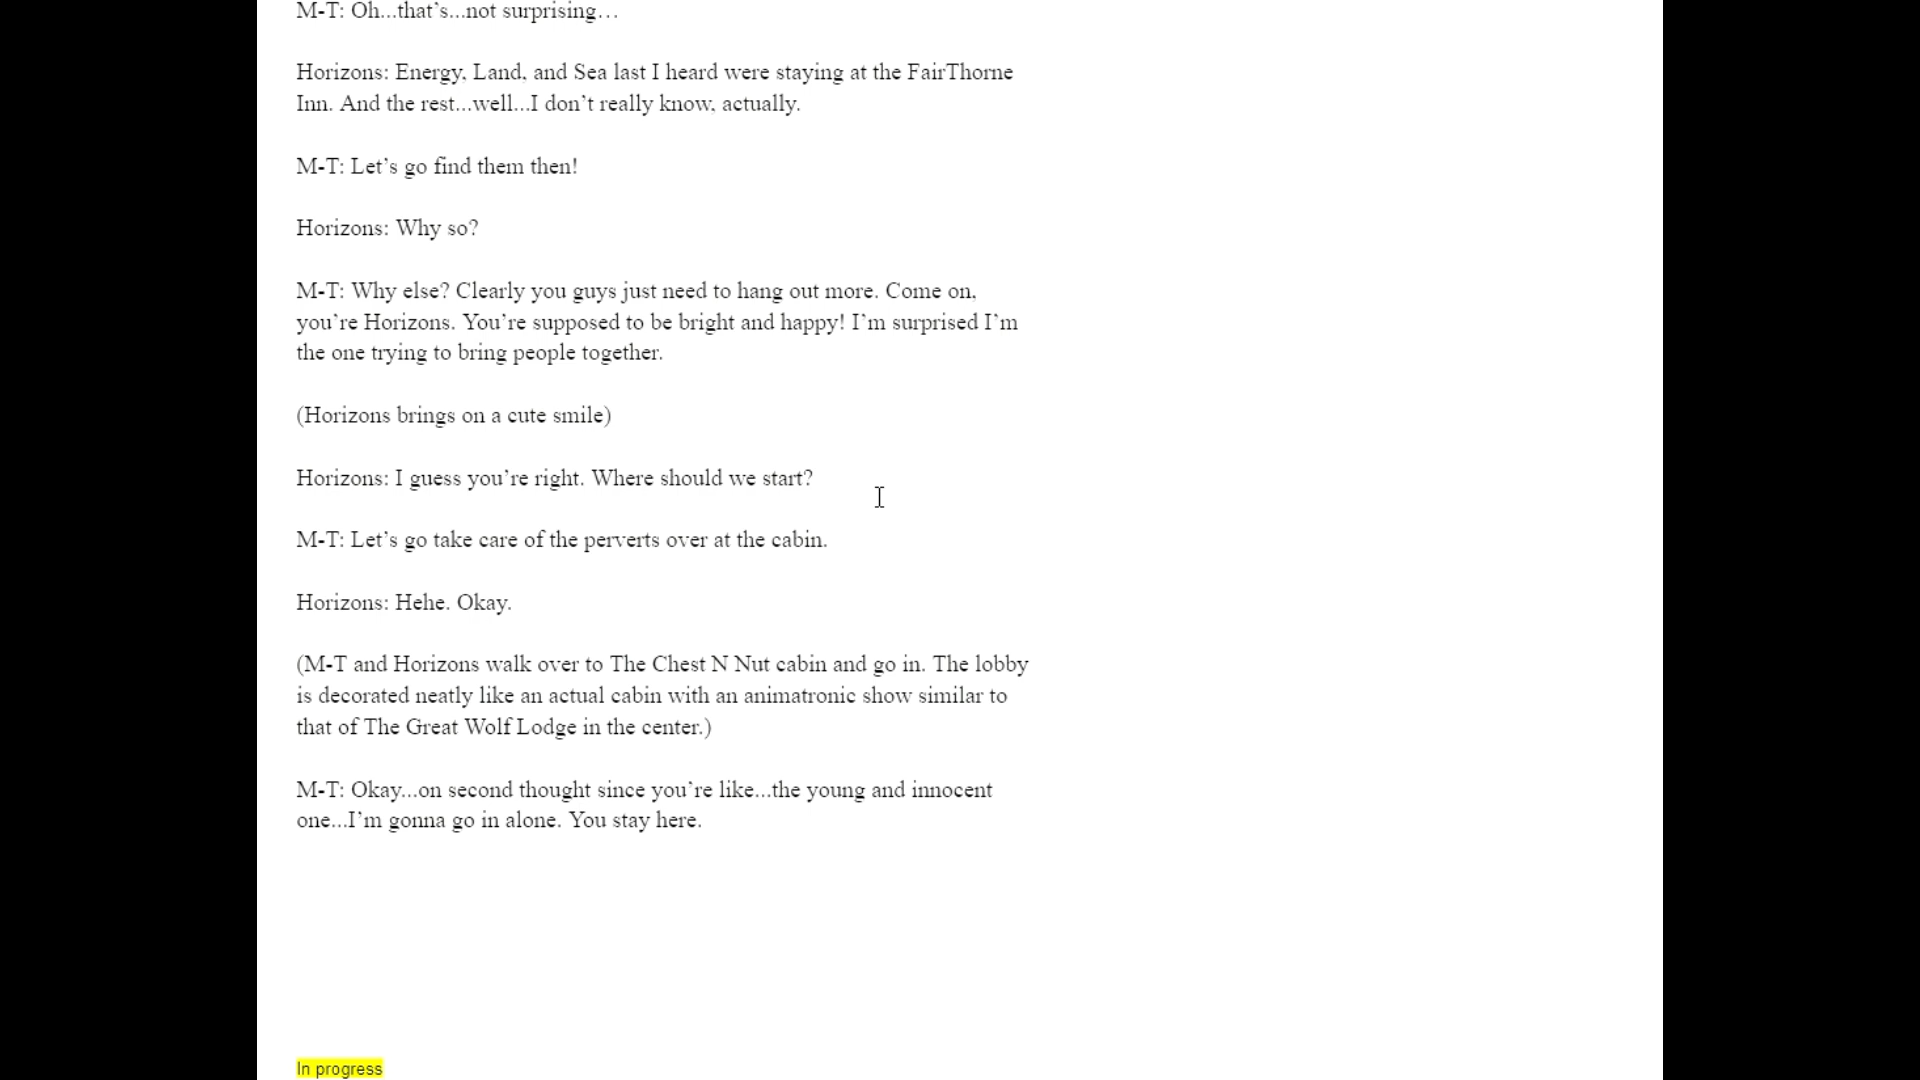 M-T: Oh...that’s...not surprising…
Horizons: Energy, Land, and Sea last I heard were staying at the FairThorne
Inn. And the rest...well...I don’t really know, actually.
M-T: Let’s go find them then!
Horizons: Why so?
M-T: Why else? Clearly you guys just need to hang out more. Come on,
you’re Horizons. You’re supposed to be bright and happy! I’m surprised I’m
the one trying to bring people together.
(Horizons brings on a cute smile)
Horizons: I guess you’re right. Where should we start?
M-T: Let’s go take care of the perverts over at the cabin.
Horizons: Hehe. Okay.
(M-T and Horizons walk over to The Chest N Nut cabin and go in. The lobby
is decorated neatly like an actual cabin with an animatronic show similar to
that of The Great Wolf Lodge in the center.)
M-T: Okay...on second thought since you’re like...the young and innocent
one...I’m gonna go in alone. You stay here.
In progress